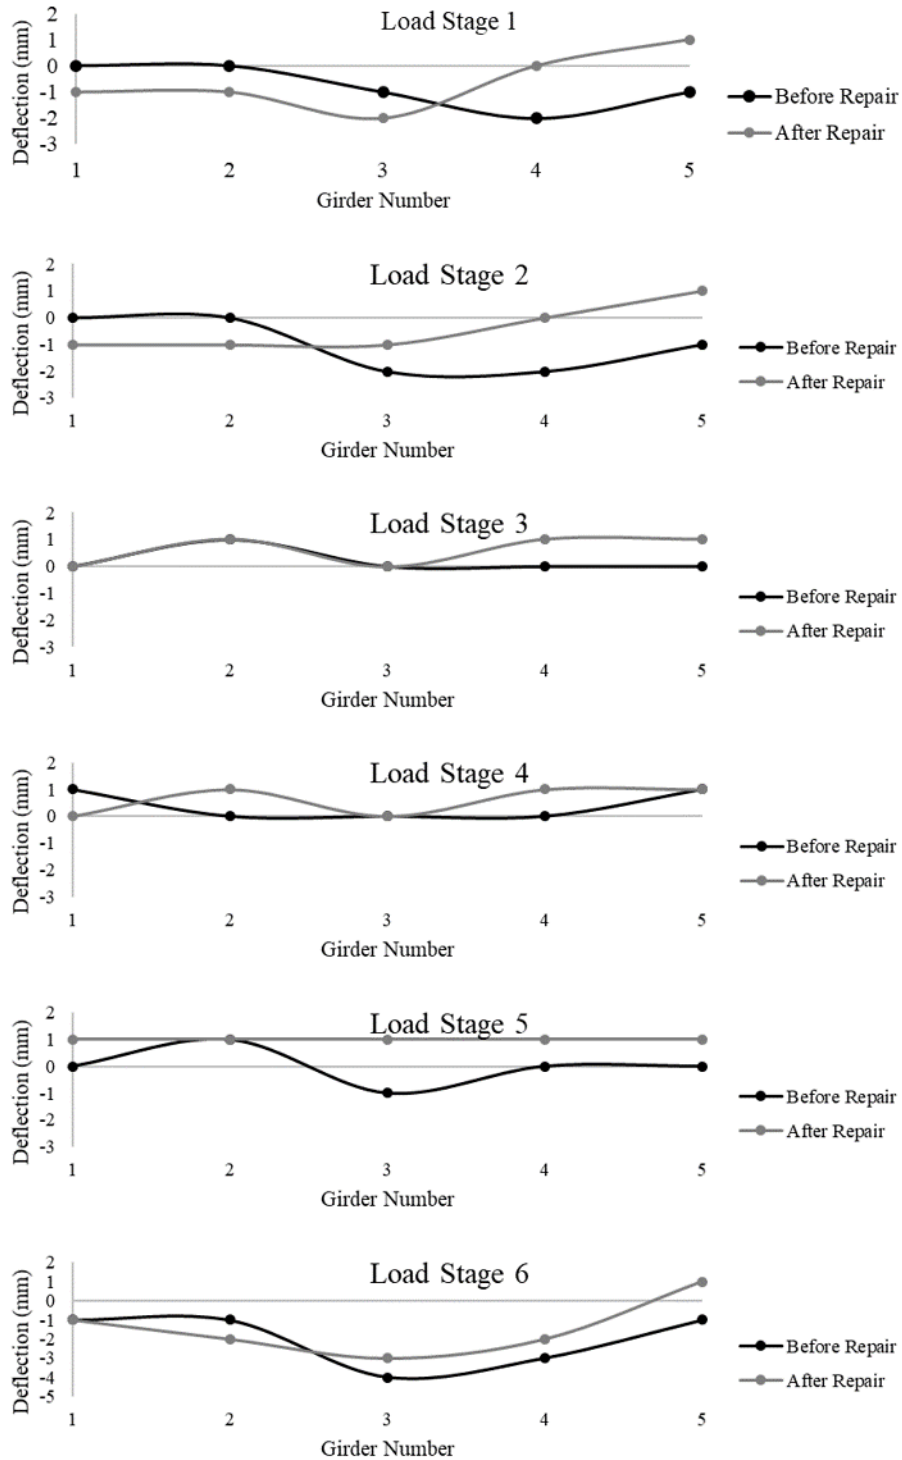 Load Stage 1
Deflection (mm)
2
1
0
-1
-2
-3
1 2 3 4 5
Girder Number
Before Repair
After Repair
Load Stage 2
Deflection (mm)
2
1
0
-1
-2
-3
1 2 3 4 5
Girder Number
Before Repair
After Repair
Load Stage 3
Deflection (mm)
2
1
0
-1
-2
-3
1 2 3 4 5
Girder Number
Before Repair
After Repair
Load Stage 4
Deflection (mm)
2
1
0
-1
-2
-3
1 2 3 4 5
Girder Number
Before Repair
After Repair
Load Stage 5
Deflection (mm)
2
1
0
-1
-2
-3
1 2 3 4 5
Girder Number
Before Repair
After Repair
Load Stage 6
Deflection (mm)
2
1
0
-1
-2
-3
-4
-5
1 2 3 4 5
Girder Number
Before Repair
After Repair